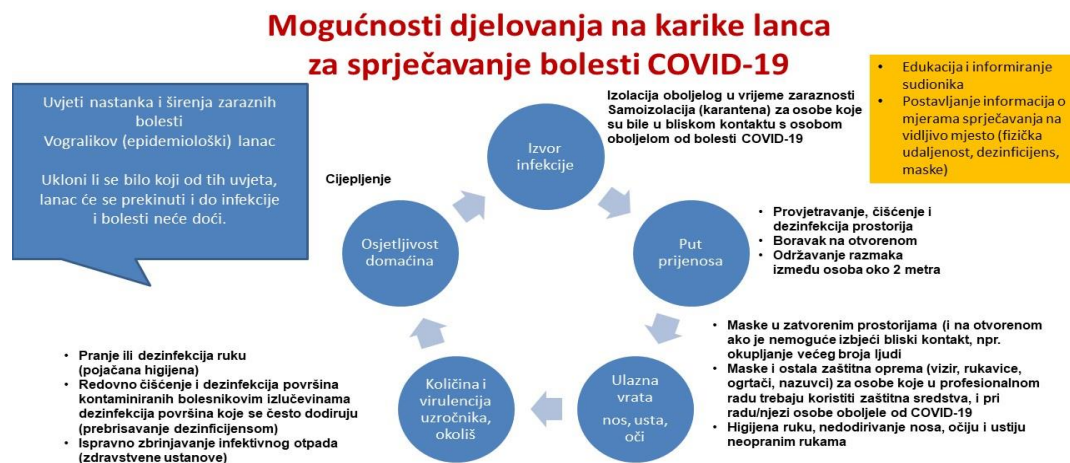 Mogućnosti djelovanja na karike lanca
za sprječavanje bolesti COVID-19
Uvjeti nastanka i širenja zaraznih
bolesti
Vogralikov (epidemiološki) lanac
Ukloni li se bilo koji od tih uvjeta,
lanac će se prekinuti i do infekcije
i bolesti neće doći.
• Edukacija i informiranje
sudionika
• Postavljanje informacija o
mjerama sprječavanja na
vidljivo mjesto (fizička
udaljenost, dezinficijens,
maske)
Izolacija oboljelog u vrijeme zaraznosti
Samoizolacija (karantena) za osobe koje
su bile u bliskom kontaktu s osobom
oboljelom od bolesti COVID-19
Izvor
infekcije
Cijepljenje
Osjetljivost
domaćina
Put
prijenosa
• Provjetravanje, čišćenje i
dezinfekcija prostorija
• Boravak na otvorenom
• Održavanje razmaka
između osoba oko 2 metra
• Maske u zatvorenim prostorijama (i na otvorenom
ako je nemoguće izbjeći bliski kontakt, npr.
okupljanje većeg broja ljudi
• Maske i ostala zaštitna oprema (vizir, rukavice,
ogrtači, nazuvci) za osobe koje u profesionalnom
radu trebaju koristiti zaštitna sredstva, i pri
radu/njezi osobe oboljele od COVID-19
• Higijena ruku, nedodirivanje nosa, očiju i ustiju
neopranim rukama
Ulazna
vrata
nos, usta,
oči
Količina i
virulencija
uzročnika,
okoliš
• Pranje ili dezinfekcija ruku
(pojačana higijena)
• Redovno čišćenje i dezinfekcija površina
kontaminiranih bolesnikovim izlučevinama
dezinfekcija površina koje se često dodiruju
(prebrisavanje dezinficijensom)
• Ispravno zbrinjavanje infektivnog otpada
(zdravstvene ustanove)